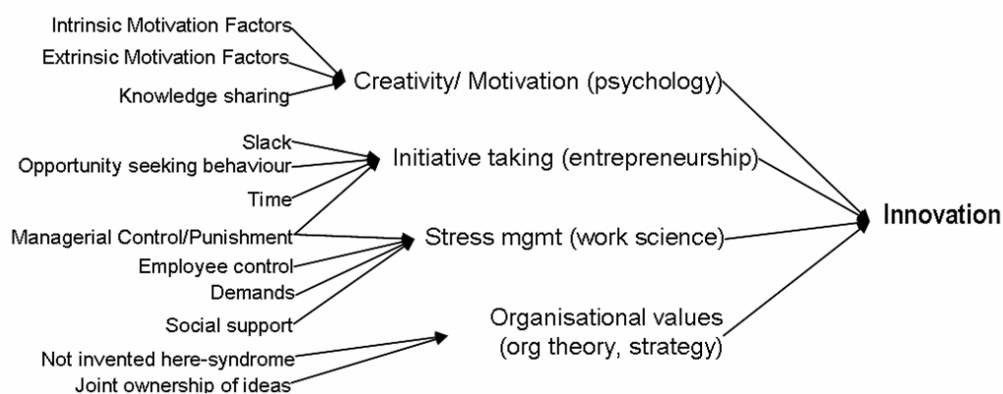 Intrinsic Motivation Factors
Extrinsic Motivation Factors
Knowledge sharing
Creativity/ Motivation (psychology)
Slack
Opportunity seeking behaviour
Time
Initiative taking (entrepreneurship)
Managerial Control/Punishment
Employee control
Demands
Social support
Stress mgmt (work science)
Not invented here-syndrome
Joint ownership of ideas
Organisational values
(org theory, strategy)
Innovation